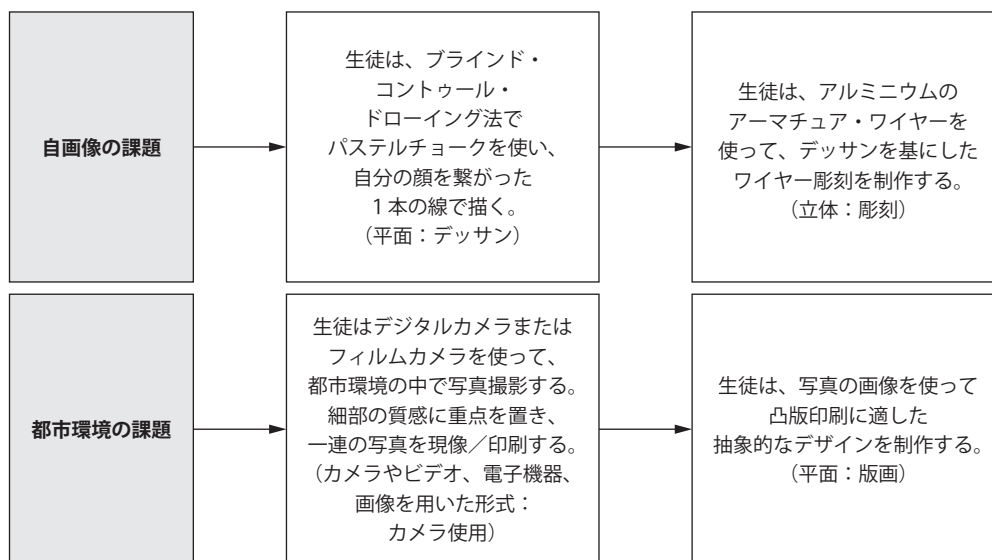 自画像の課題
生徒は、ブラインド・
コントゥール・
ドローイング法で
パステルチョークを使い、
自分の顔を繋がった
1本の線で描く。
（平面：デッサン）
生徒は、アルミニウムの
アーマチュア・ワイヤーを
使って、デッサンを基にした
ワイヤー彫刻を制作する。
（立体：彫刻）
都市環境の課題
生徒はデジタルカメラまたは
フィルムカメラを使って、
都市環境の中で写真撮影する。
細部の質感に重点を置き、
一連の写真を現像／印刷する。
（カメラやビデオ、電子機器、
画像を用いた形式：
カメラ使用）
生徒は、写真の画像を使って
凸版印刷に適した
抽象的なデザインを制作する。
（平面：版画）